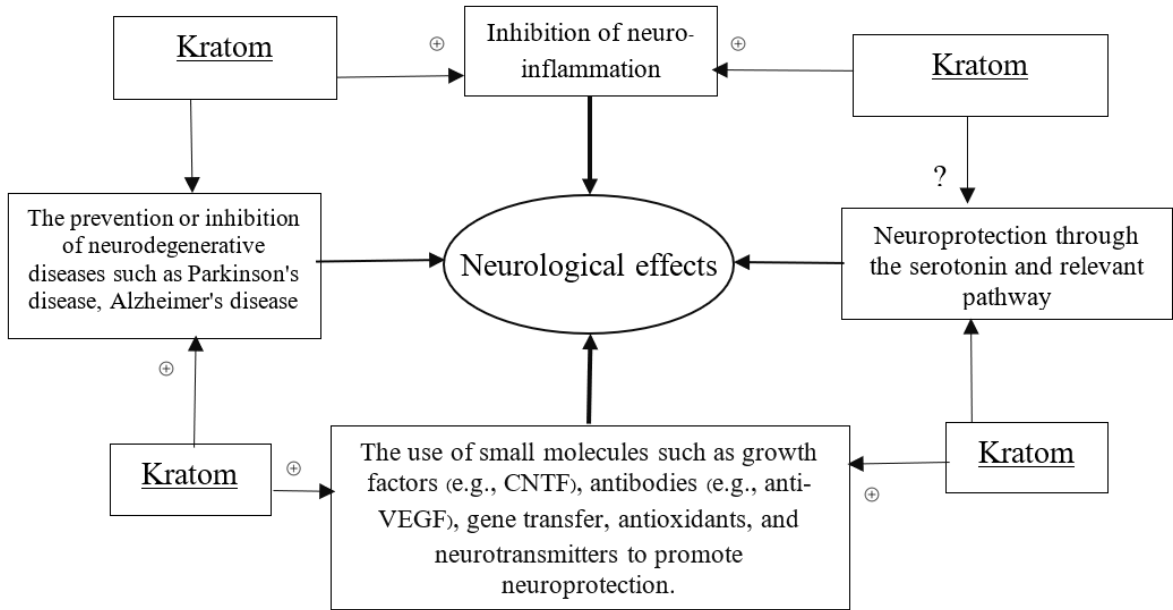 Kratom
⊕
Inhibition of neuro-
inflammation
⊕
Kratom
?
The prevention or inhibition
of neurodegenerative
diseases such as Parkinson's
disease, Alzheimer's disease
Neurological effects
Neuroprotection through
the serotonin and relevant
pathway
⊕
Kratom
⊕
The use of small molecules such as growth
factors (e.g., CNTF), antibodies (e.g., anti-
VEGF), gene transfer, antioxidants, and
neurotransmitters to promote
neuroprotection.
⊕
Kratom